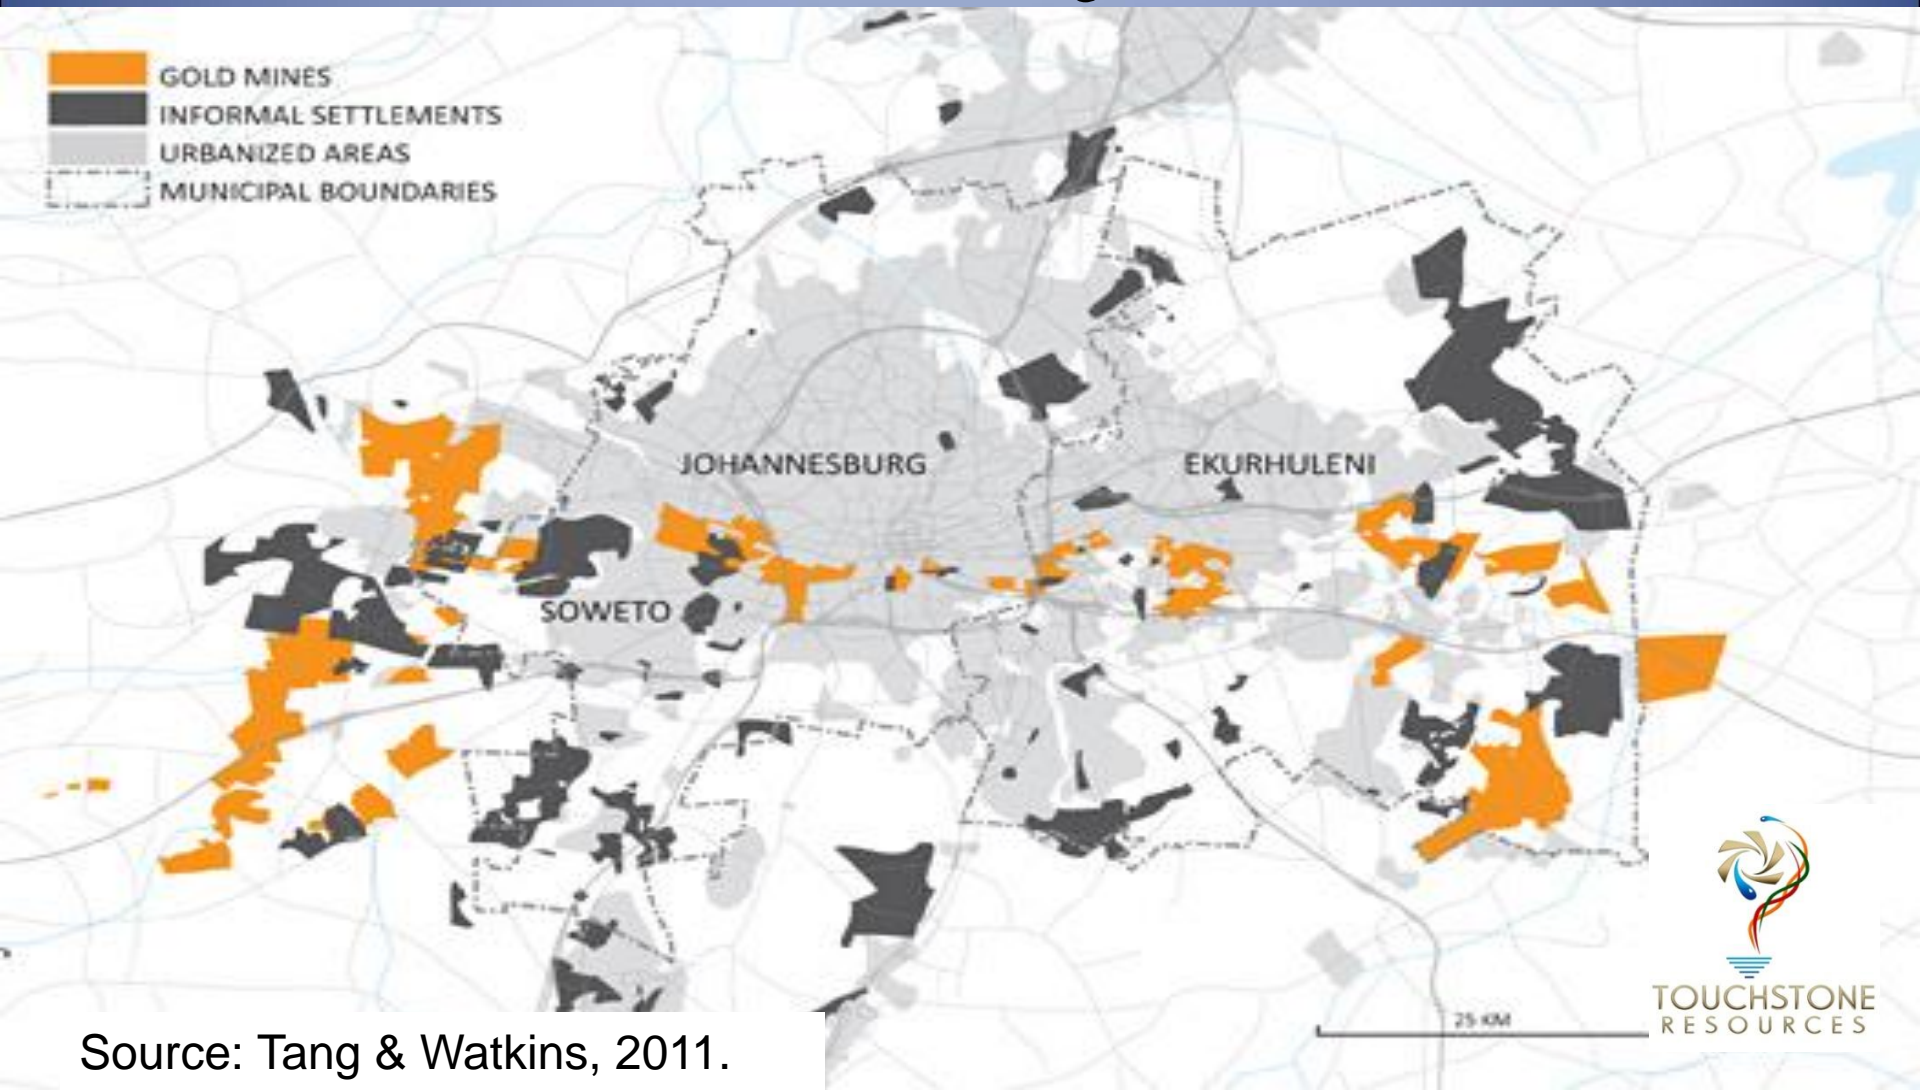 GOLD MINES
INFORMAL SETTLEMENTS
URBANIZED AREAS
MUNICIPAL BOUNDARIES
JOHANNESBURG
EKURHULENI
SOWETO
25 KM
TOUCHSTONE
RESOURCES
Source: Tang & Watkins, 2011.